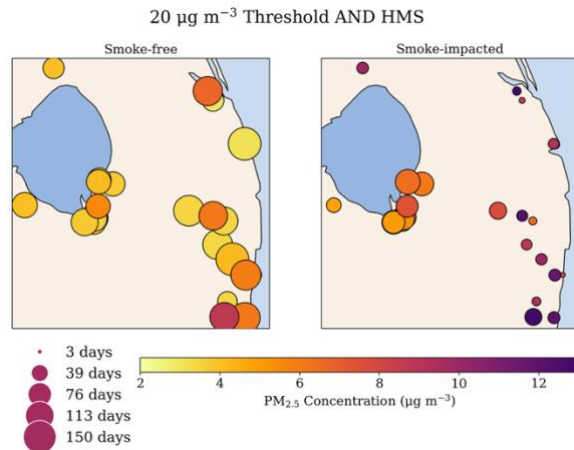 20 μg m⁻³ Threshold AND HMS
Smoke-free
Smoke-impacted
3 days
39 days
76 days
113 days
150 days
2 4 6 8 10 12
PM₂.₅ Concentration (μg m⁻³)